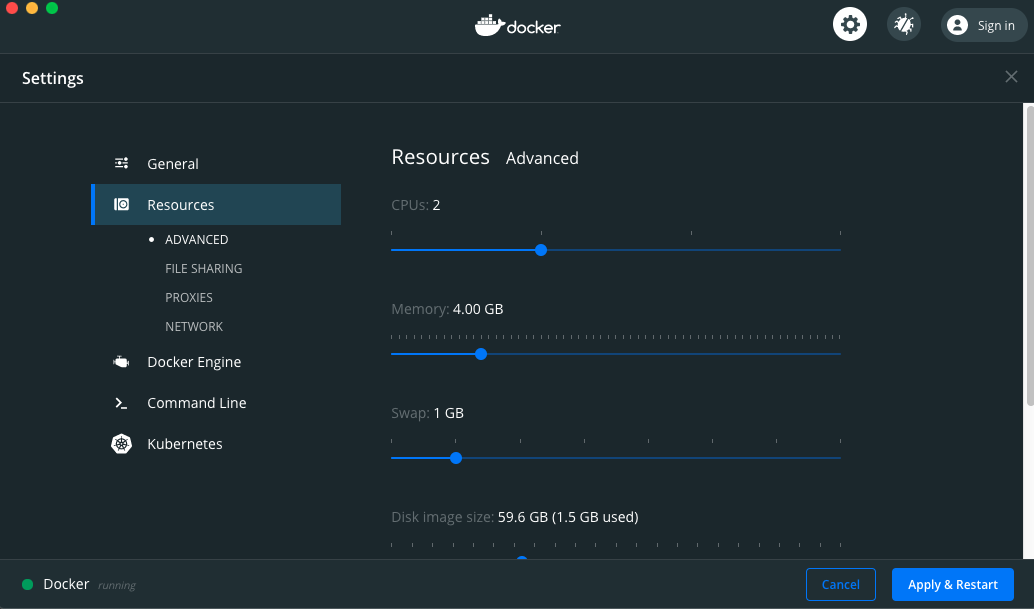 docker
Sign in
Settings
General
Resources
ADVANCED
FILE SHARING
PROXIES
NETWORK
Docker Engine
Command Line
Kubernetes
Resources Advanced
CPUs: 2
Memory: 4.00 GB
Swap: 1 GB
Disk image size: 59.6 GB (1.5 GB used)
Docker running
Cancel
Apply & Restart